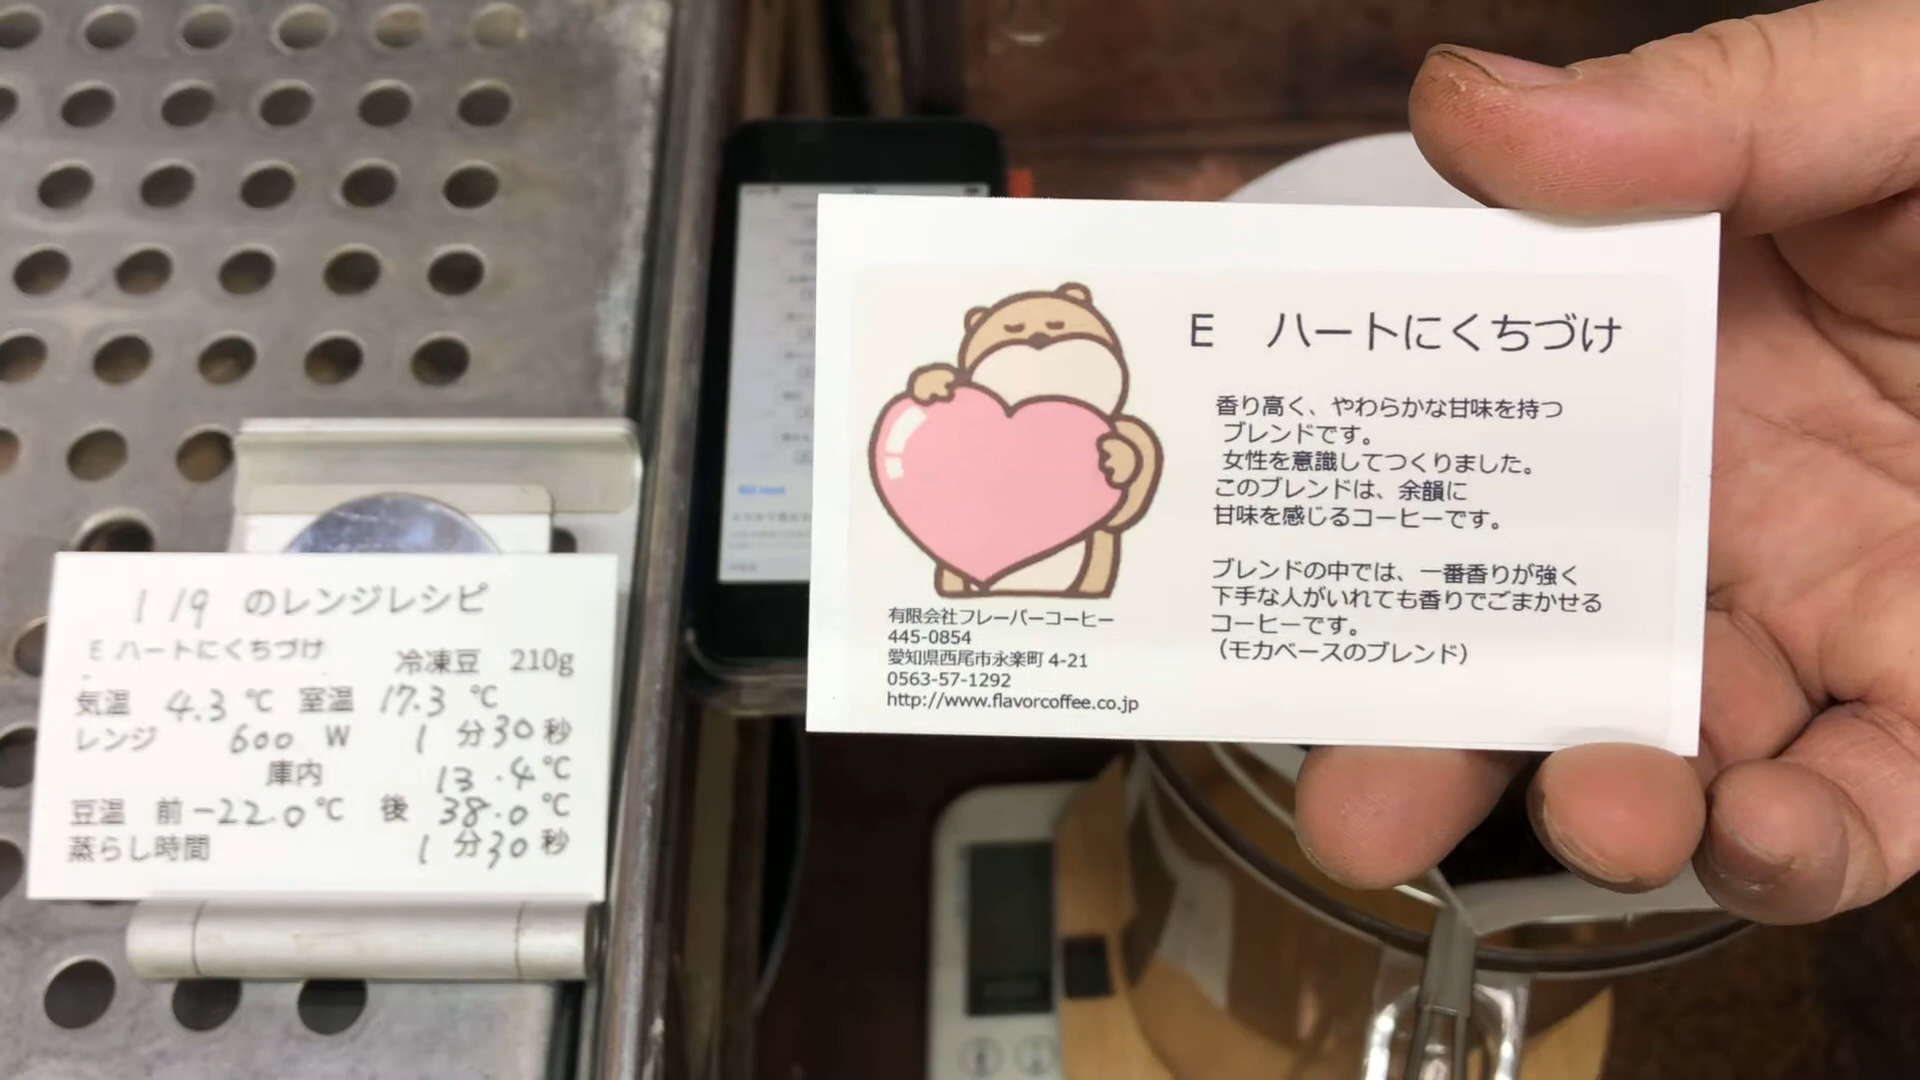 1/9 のレンジレシピ
E ハートにくちづけ
冷凍豆 210g
気温 4.3 ℃ 室温 17.3 ℃
レンジ 600 W 1 分30 秒
庫内 13.4℃
豆温 前 -22.0 ℃ 後 38.0 ℃
蒸らし時間 1 分30 秒
E ハートにくちづけ
香り高く、やわらかな甘味を持つ
ブレンドです。
女性を意識してつくりました。
このブレンドは、余韻に
甘味を感じるコーヒーです。
ブレンドの中では、一番香りが強く
下手な人がいれても香りでごまかせる
コーヒーです。
（モカベースのブレンド）
有限会社フレーバーコーヒー
445-0854
愛知県西尾市永楽町 4-21
0563-57-1292
http://www.flavorcoffee.co.jp